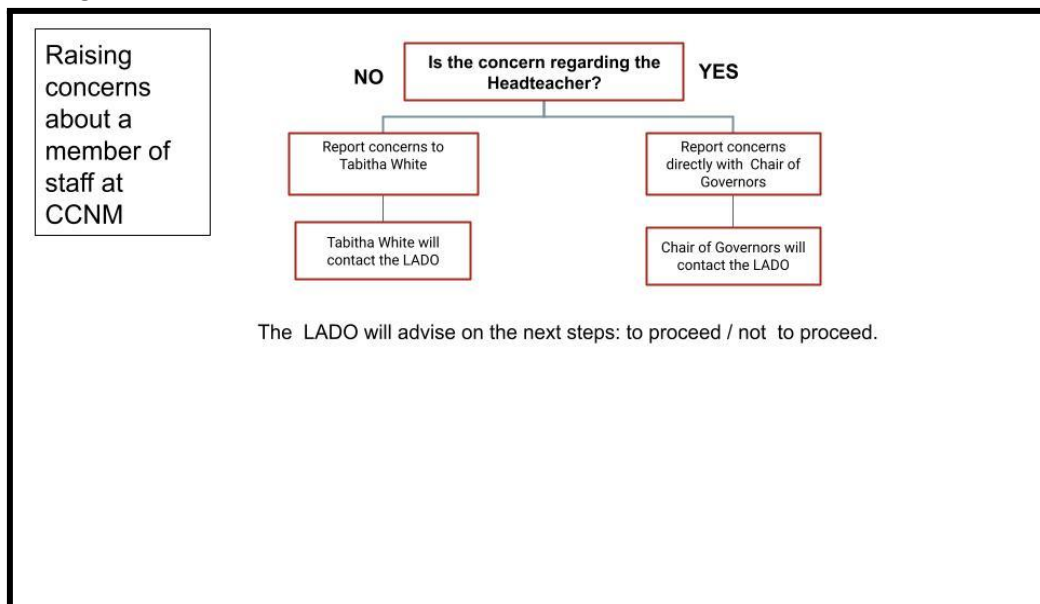 Raising
concerns
about a
member of
staff at
CCNM
Is the concern regarding the
Headteacher?
NO
YES
Report concerns to
Tabitha White
Report concerns
directly with Chair of
Governors
Tabitha White will
contact the LADO
Chair of Governors will
contact the LADO
The LADO will advise on the next steps: to proceed / not to proceed.